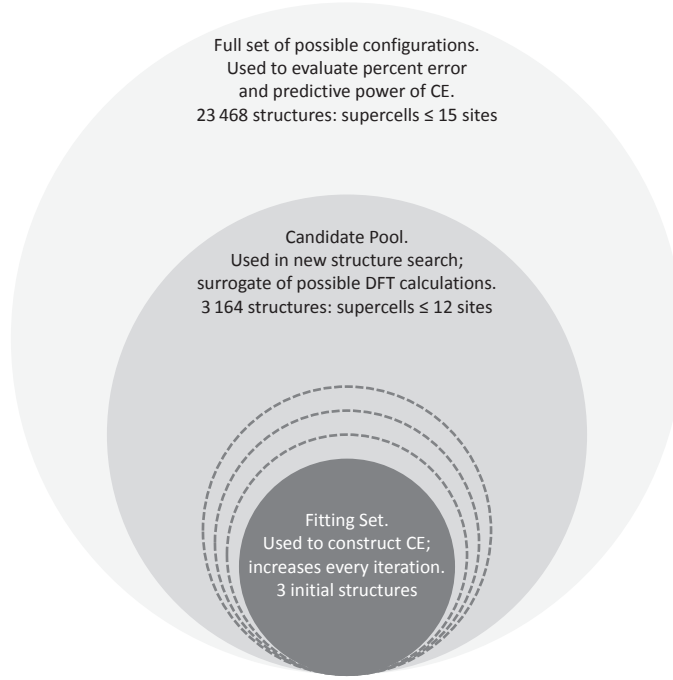 Full set of possible configurations.
Used to evaluate percent error
and predictive power of CE.
23 468 structures: supercells ≤ 15 sites
Candidate Pool.
Used in new structure search;
surrogate of possible DFT calculations.
3 164 structures: supercells ≤ 12 sites
Fitting Set.
Used to construct CE;
increases every iteration.
3 initial structures